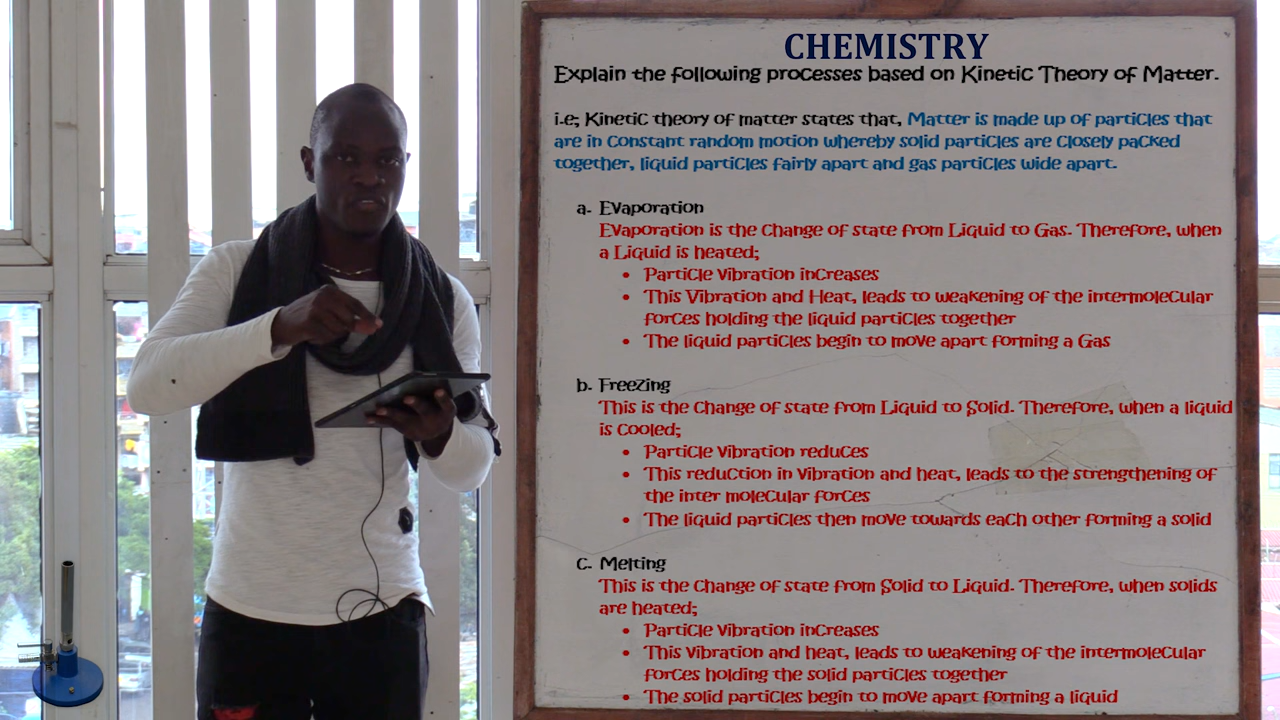 CHEMISTRY
Explain the following processes based on Kinetic Theory of Matter.
i.e; Kinetic theory of matter states that, Matter is made up of particles that
are in Constant random motion whereby solid particles are closely packed
together, liquid particles fairly apart and gas particles wide apart.
a. Evaporation
Evaporation is the Change of state from Liquid to Gas. Therefore, when
a Liquid is heated;
• Particle Vibration increases
• This Vibration and Heat, leads to weakening of the intermolecular
forces holding the liquid particles together
• The liquid particles begin to move apart forming a Gas
b. Freezing
This is the Change of state from Liquid to Solid. Therefore, when a liquid
is Cooled;
• Particle Vibration reduces
• This reduction in Vibration and heat, leads to the strengthening of
the inter molecular forces
• The liquid particles then move towards each other forming a solid
c. Melting
This is the Change of state from Solid to Liquid. Therefore, when solids
are heated;
• Particle Vibration increases
• This Vibration and heat, leads to weakening of the intermolecular
forces holding the solid particles together
• The solid particles begin to move apart forming a liquid